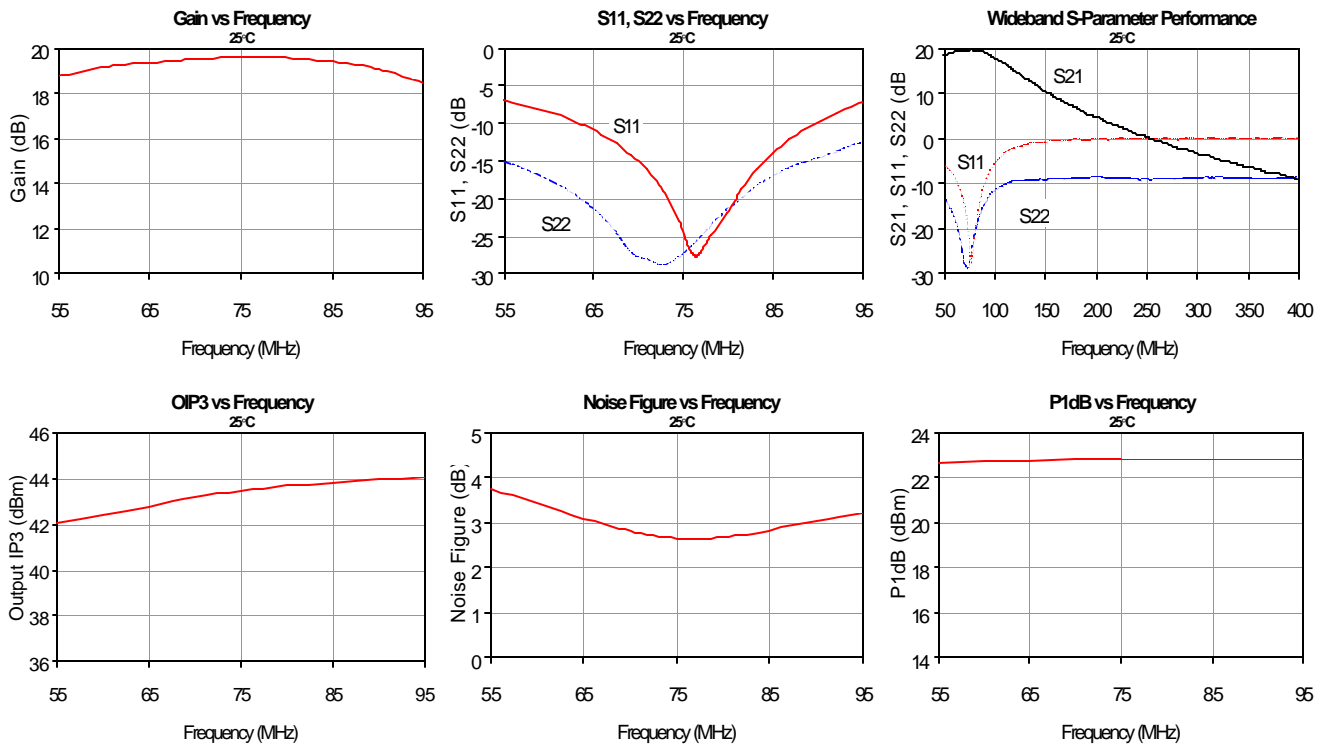 Gain vs Frequency
25°C
Gain (dB)
20
18
16
14
12
10
55 65 75 85 95
Frequency (MHz)
S11, S22 vs Frequency
25°C
S11, S22 (dB
0
-5
-10
-15
-20
-25
-30
S11
S22
55 65 75 85 95
Frequency (MHz)
Wideband S-Parameter Performance
25°C
S21, S11, S22 (dB
20
10
0
-10
-20
-30
S21
S11
S22
50 100 150 200 250 300 350 400
Frequency (MHz)
OIP3 vs Frequency
25°C
Output IP3 (dBm)
46
44
42
40
38
36
55 65 75 85 95
Frequency (MHz)
Noise Figure vs Frequency
25°C
Noise Figure (dB)
5
4
3
2
1
0
55 65 75 85 95
Frequency (MHz)
P1dB vs Frequency
25°C
P1dB (dBm)
24
22
20
18
16
14
55 65 75 85 95
Frequency (MHz)